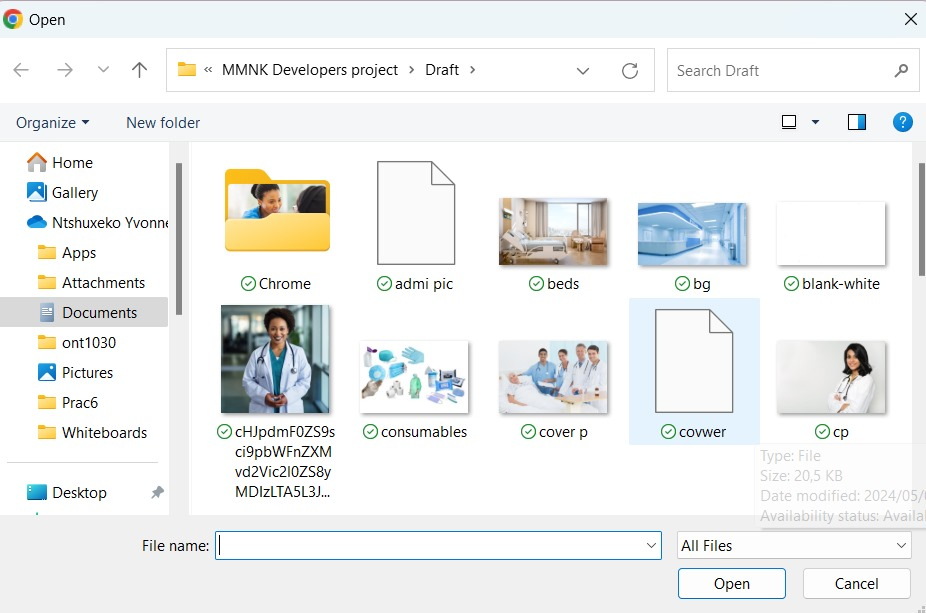 Open
« MMNK Developers project › Draft ›
Search Draft
Organize
New folder
?
Home
Gallery
Ntshuxeko Yvonne
Apps
Attachments
Documents
ont1030
Pictures
Prac6
Whiteboards
Desktop
Chrome
admi pic
beds
bg
blank-white
cHJpdmF0ZS9s
ci9pbWFnZXM
vd2Vic2l0ZS8y
MDIzLTA5L3J...
consumables
cover p
covwer
cp
Type: File
Size: 20,5 KB
Date modified: 2024/05/
Availability status: Availa
File name:
All Files
Open
Cancel